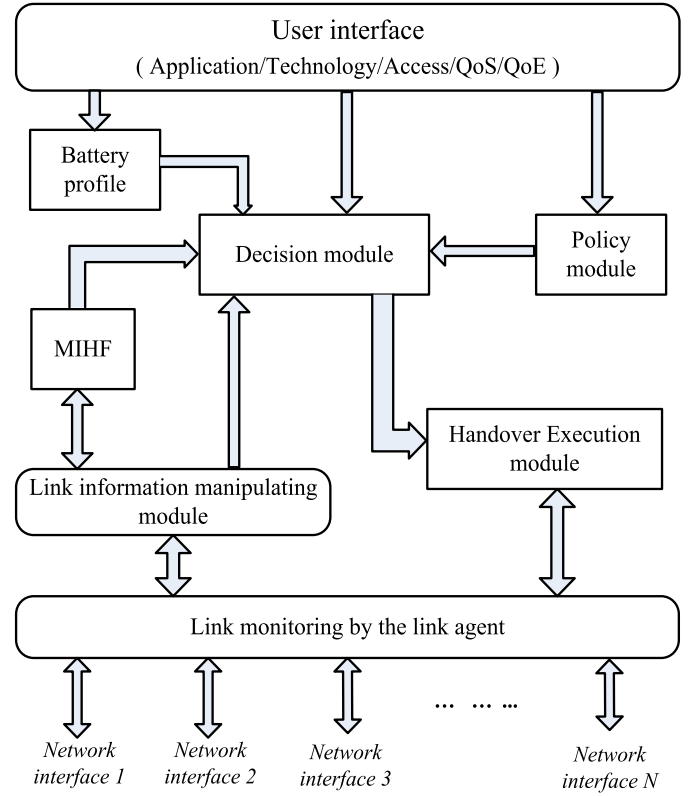 User interface
( Application/Technology/Access/QoS/QoE )
Battery
profile
Decision module
Policy
module
MIHF
Handover Execution
module
Link information manipulating
module
Link monitoring by the link agent
... ... ...
Network
interface 1
Network
interface 2
Network
interface 3
Network
interface N